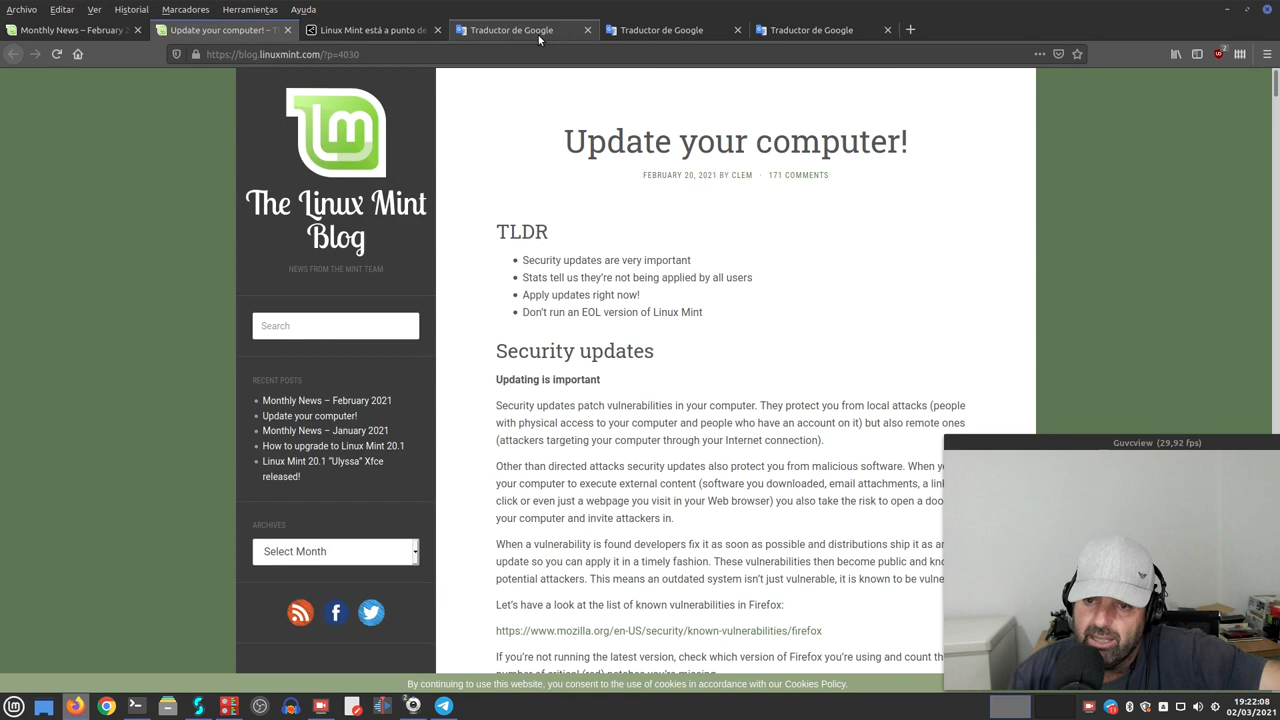 Archivo Editar Ver Historial Marcadores Herramientas Ayuda
Monthly News – February 2021
Update your computer! –
Linux Mint está a punto de
Traductor de Google
Traductor de Google
Traductor de Google
https://blog.linuxmint.com/?p=4030
2
The Linux Mint
Blog
NEWS FROM THE MINT TEAM
Search
RECENT POSTS
Monthly News – February 2021
Update your computer!
Monthly News – January 2021
How to upgrade to Linux Mint 20.1
Linux Mint 20.1 “Ulyssa” Xfce
released!
ARCHIVES
Select Month
Update your computer!
FEBRUARY 20, 2021 BY CLEM · 171 COMMENTS
TLDR
Security updates are very important
Stats tell us they’re not being applied by all users
Apply updates right now!
Don’t run an EOL version of Linux Mint
Security updates
Updating is important
Security updates patch vulnerabilities in your computer. They protect you from local attacks (people
with physical access to your computer and people who have an account on it) but also remote ones
(attackers targeting your computer through your Internet connection).
Other than directed attacks security updates also protect you from malicious software. When
your computer to execute external content (software you downloaded, email attachments, a
click or even just a webpage you visit in your Web browser) you also take the risk to open a
your computer and invite attackers in.
When a vulnerability is found developers fix it as soon as possible and distributions ship it as
update so you can apply it in a timely fashion. These vulnerabilities then become public and
potential attackers. This means an outdated system isn’t just vulnerable, it is known to be
Let’s have a look at the list of known vulnerabilities in Firefox:
https://www.mozilla.org/en-US/security/known-vulnerabilities/firefox
If you’re not running the latest version, check which version of Firefox you’re using and count
By continuing to use this website, you consent to the use of cookies in accordance with our Cookies Policy.
Guvcview (29,92 fps)
19:22:08
02/03/2021